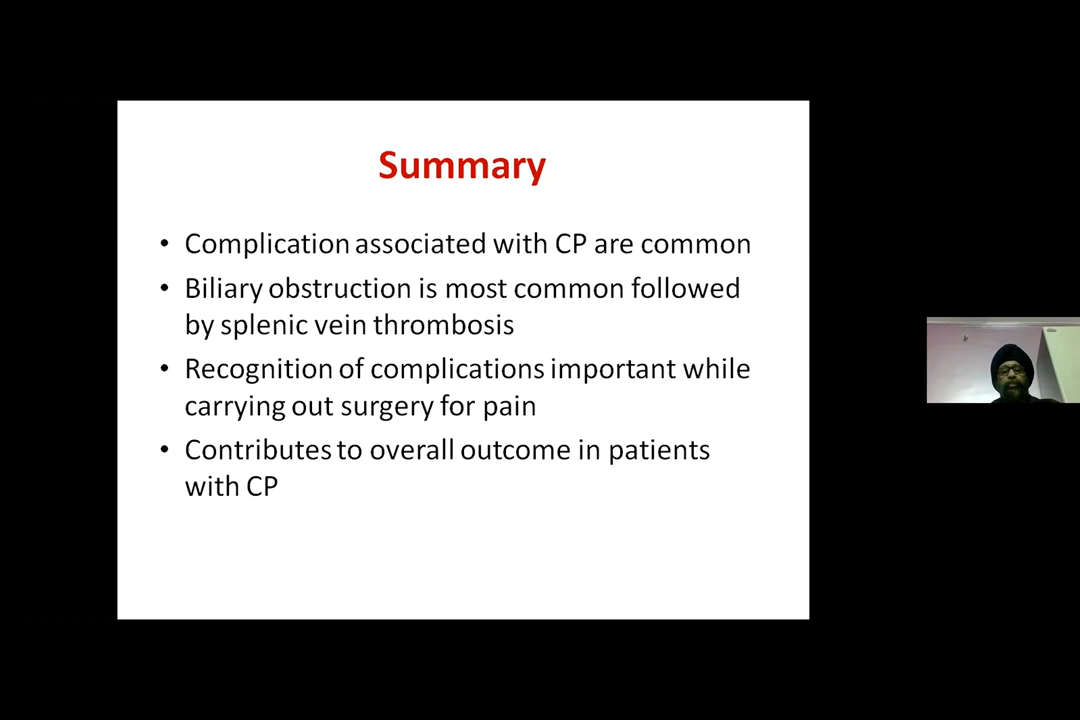 Summary
• Complication associated with CP are common
• Biliary obstruction is most common followed
by splenic vein thrombosis
• Recognition of complications important while
carrying out surgery for pain
• Contributes to overall outcome in patients
with CP